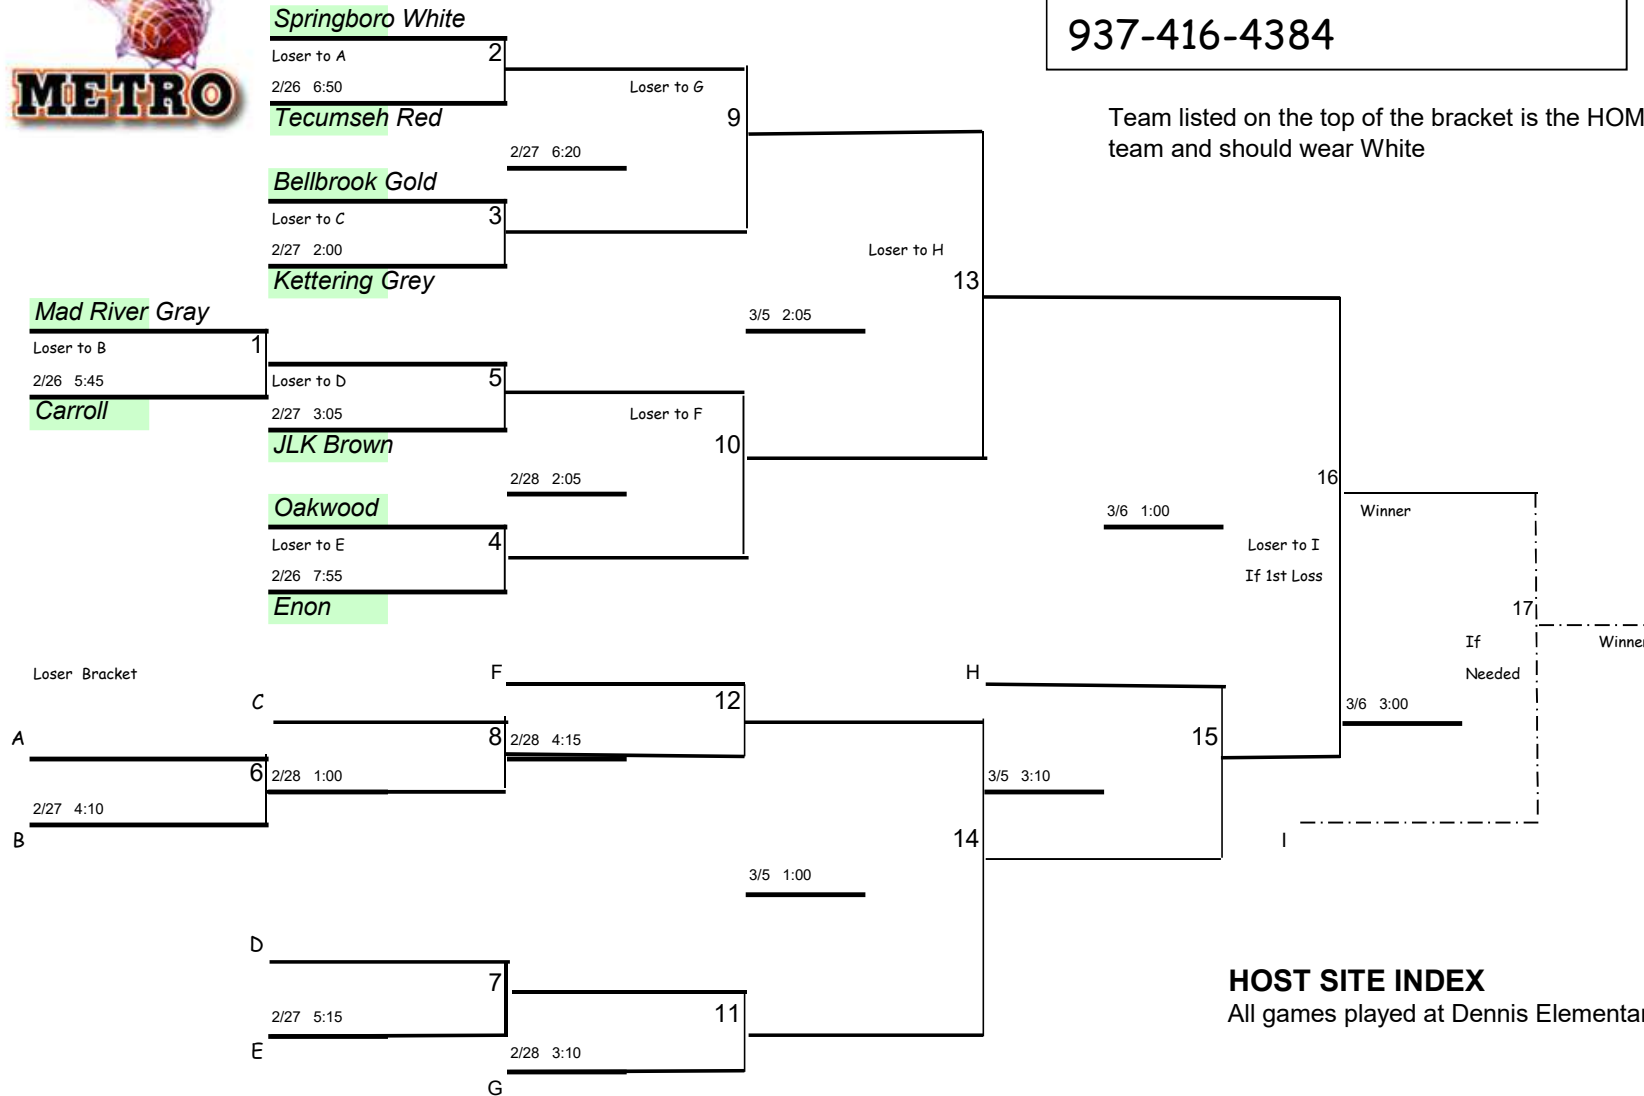 METRO
937-416-4384
Team listed on the top of the bracket is the HOM
team and should wear White
Springboro White
Loser to A
2
2/26 6:50
Tecumseh Red
Loser to G
9
2/27 6:20
Bellbrook Gold
Loser to C
3
2/27 2:00
Kettering Grey
Loser to H
13
3/5 2:05
Mad River Gray
Loser to B
1
2/26 5:45
Carroll
Loser to D
5
2/27 3:05
JLK Brown
Loser to F
10
2/28 2:05
Oakwood
Loser to E
4
2/26 7:55
Enon
16
3/6 1:00
Winner
Loser to I
If 1st Loss
17
If
Needed
Winner
3/6 3:00
Loser Bracket
F
H
C
12
A
8
2/28 4:15
15
6
2/28 1:00
3/5 3:10
2/27 4:10
B
14
I
3/5 1:00
D
7
2/27 5:15
E
11
2/28 3:10
G
HOST SITE INDEX
All games played at Dennis Elementar